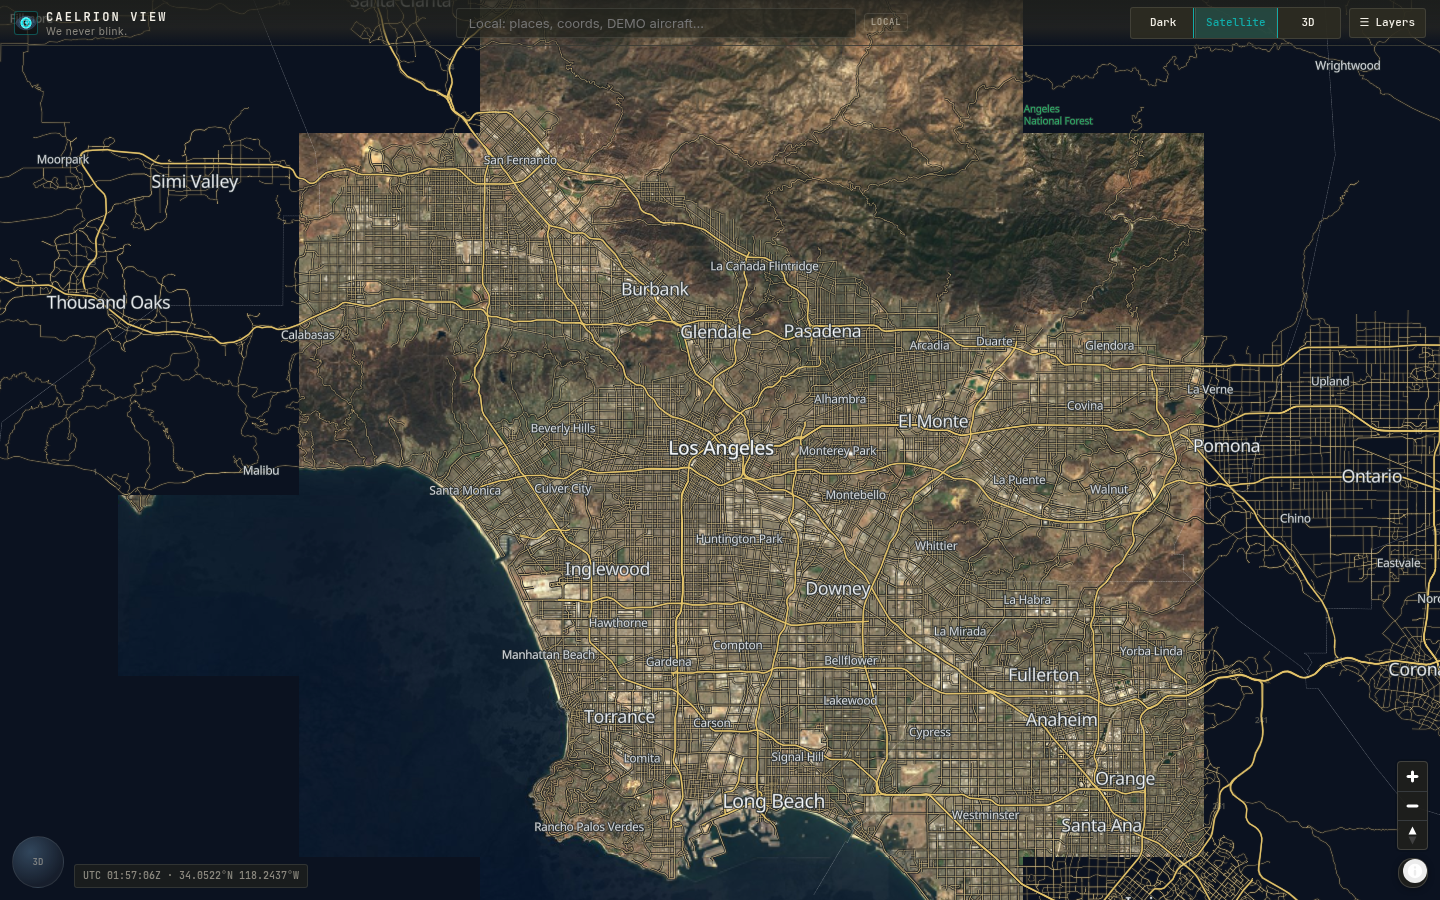 CAELRION VIEW
We never blink.
Local: places, coords, DEMO aircraft...
LOCAL
Dark
Satellite
3D
☰ Layers
Santa Clarita
Wrightwood
Angeles
National Forest
Moorpark
San Fernando
Simi Valley
La Cañada Flintridge
Burbank
Thousand Oaks
Glendale
Pasadena
Calabasas
Arcadia
Duarte
Glendora
Upland
La Verne
Alhambra
Covina
El Monte
Beverly Hills
Los Angeles
Monterey Park
Pomona
Malibu
Ontario
Santa Monica
Culver City
La Puente
Walnut
Montebello
Chino
Huntington Park
Whittier
Eastvale
Inglewood
Downey
La Habra
Hawthorne
La Mirada
Compton
Manhattan Beach
Gardena
Bellflower
Yorba Linda
Fullerton
Corona
Lakewood
Torrance
Carson
Anaheim
Cypress
Lomita
Signal Hill
Orange
Long Beach
Westminster
Santa Ana
Rancho Palos Verdes
3D
UTC 01:57:06Z · 34.0522°N 118.2437°W